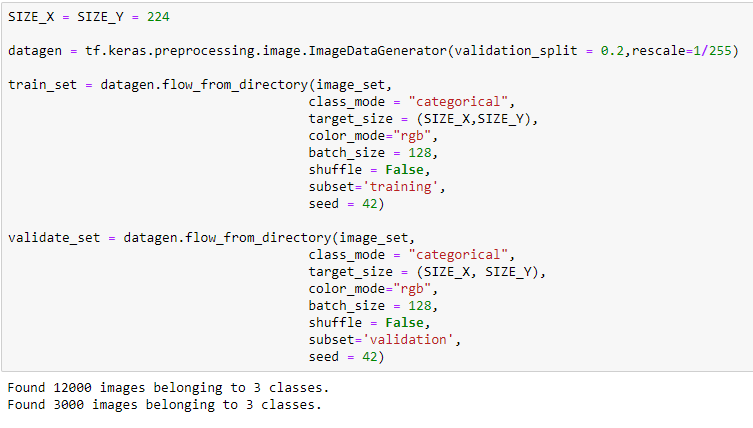 SIZE_X = SIZE_Y = 224
datagen = tf.keras.preprocessing.image.ImageDataGenerator(validation_split = 0.2,rescale=1/255)
train_set = datagen.flow_from_directory(image_set,
class_mode = "categorical",
target_size = (SIZE_X,SIZE_Y),
color_mode="rgb",
batch_size = 128,
shuffle = False,
subset='training',
seed = 42)
validate_set = datagen.flow_from_directory(image_set,
class_mode = "categorical",
target_size = (SIZE_X, SIZE_Y),
color_mode="rgb",
batch_size = 128,
shuffle = False,
subset='validation',
seed = 42)
Found 12000 images belonging to 3 classes.
Found 3000 images belonging to 3 classes.